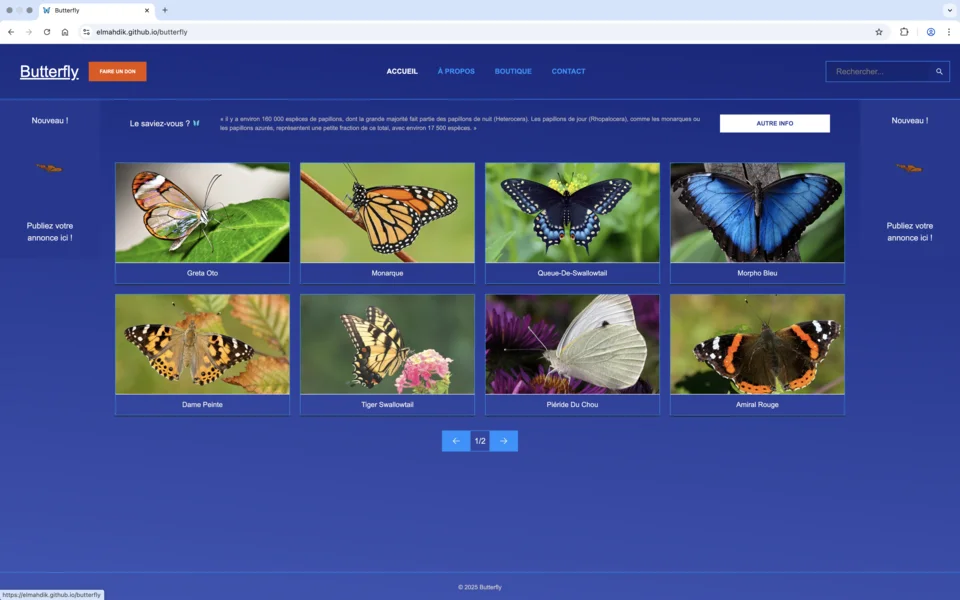 Butterfly
elmahdik.github.io/butterfly
Butterfly
FAIRE UN DON
ACCUEIL
À PROPOS
BOUTIQUE
CONTACT
Rechercher...
Nouveau !
Publiez votre
annonce ici !
Le saviez-vous ?
« Il y a environ 160 000 espèces de papillons, dont la grande majorité fait partie des papillons de nuit (Heterocera). Les papillons de jour (Rhopalocera), comme les monarques ou
les papillons azurés, représentent une petite fraction de ce total, avec environ 17 500 espèces. »
AUTRE INFO
Nouveau !
Publiez votre
annonce ici !
Greta Oto
Monarque
Queue-De-Swallowtail
Morpho Bleu
Dame Peinte
Tiger Swallowtail
Piéride Du Chou
Amiral Rouge
1/2
© 2025 Butterfly
https://elmahdik.github.io/butterfly